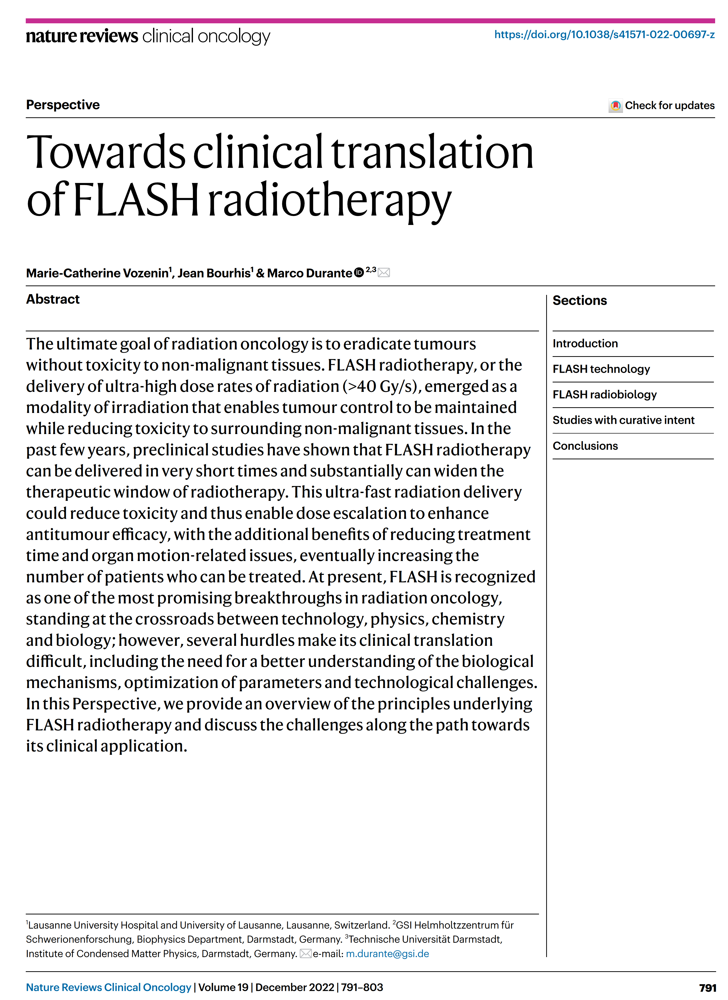 nature reviews clinical oncology
https://doi.org/10.1038/s41571-022-00697-z
Perspective
Check for updates
Towards clinical translation
of FLASH radiotherapy
Marie-Catherine Vozenin1, Jean Bourhis1 & Marco Durante iD 2,3
Abstract
The ultimate goal of radiation oncology is to eradicate tumours
without toxicity to non-malignant tissues. FLASH radiotherapy, or the
delivery of ultra-high dose rates of radiation (>40 Gy/s), emerged as a
modality of irradiation that enables tumour control to be maintained
while reducing toxicity to surrounding non-malignant tissues. In the
past few years, preclinical studies have shown that FLASH radiotherapy
can be delivered in very short times and substantially can widen the
therapeutic window of radiotherapy. This ultra-fast radiation delivery
could reduce toxicity and thus enable dose escalation to enhance
antitumour efficacy, with the additional benefits of reducing treatment
time and organ motion-related issues, eventually increasing the
number of patients who can be treated. At present, FLASH is recognized
as one of the most promising breakthroughs in radiation oncology,
standing at the crossroads between technology, physics, chemistry
and biology; however, several hurdles make its clinical translation
difficult, including the need for a better understanding of the biological
mechanisms, optimization of parameters and technological challenges.
In this Perspective, we provide an overview of the principles underlying
FLASH radiotherapy and discuss the challenges along the path towards
its clinical application.
Sections
Introduction
FLASH technology
FLASH radiobiology
Studies with curative intent
Conclusions
1Lausanne University Hospital and University of Lausanne, Lausanne, Switzerland. 2GSI Helmholtzzentrum für
Schwerionenforschung, Biophysics Department, Darmstadt, Germany. 3Technische Universität Darmstadt,
Institute of Condensed Matter Physics, Darmstadt, Germany. e-mail: m.durante@gsi.de
Nature Reviews Clinical Oncology | Volume 19 | December 2022 | 791–803
791